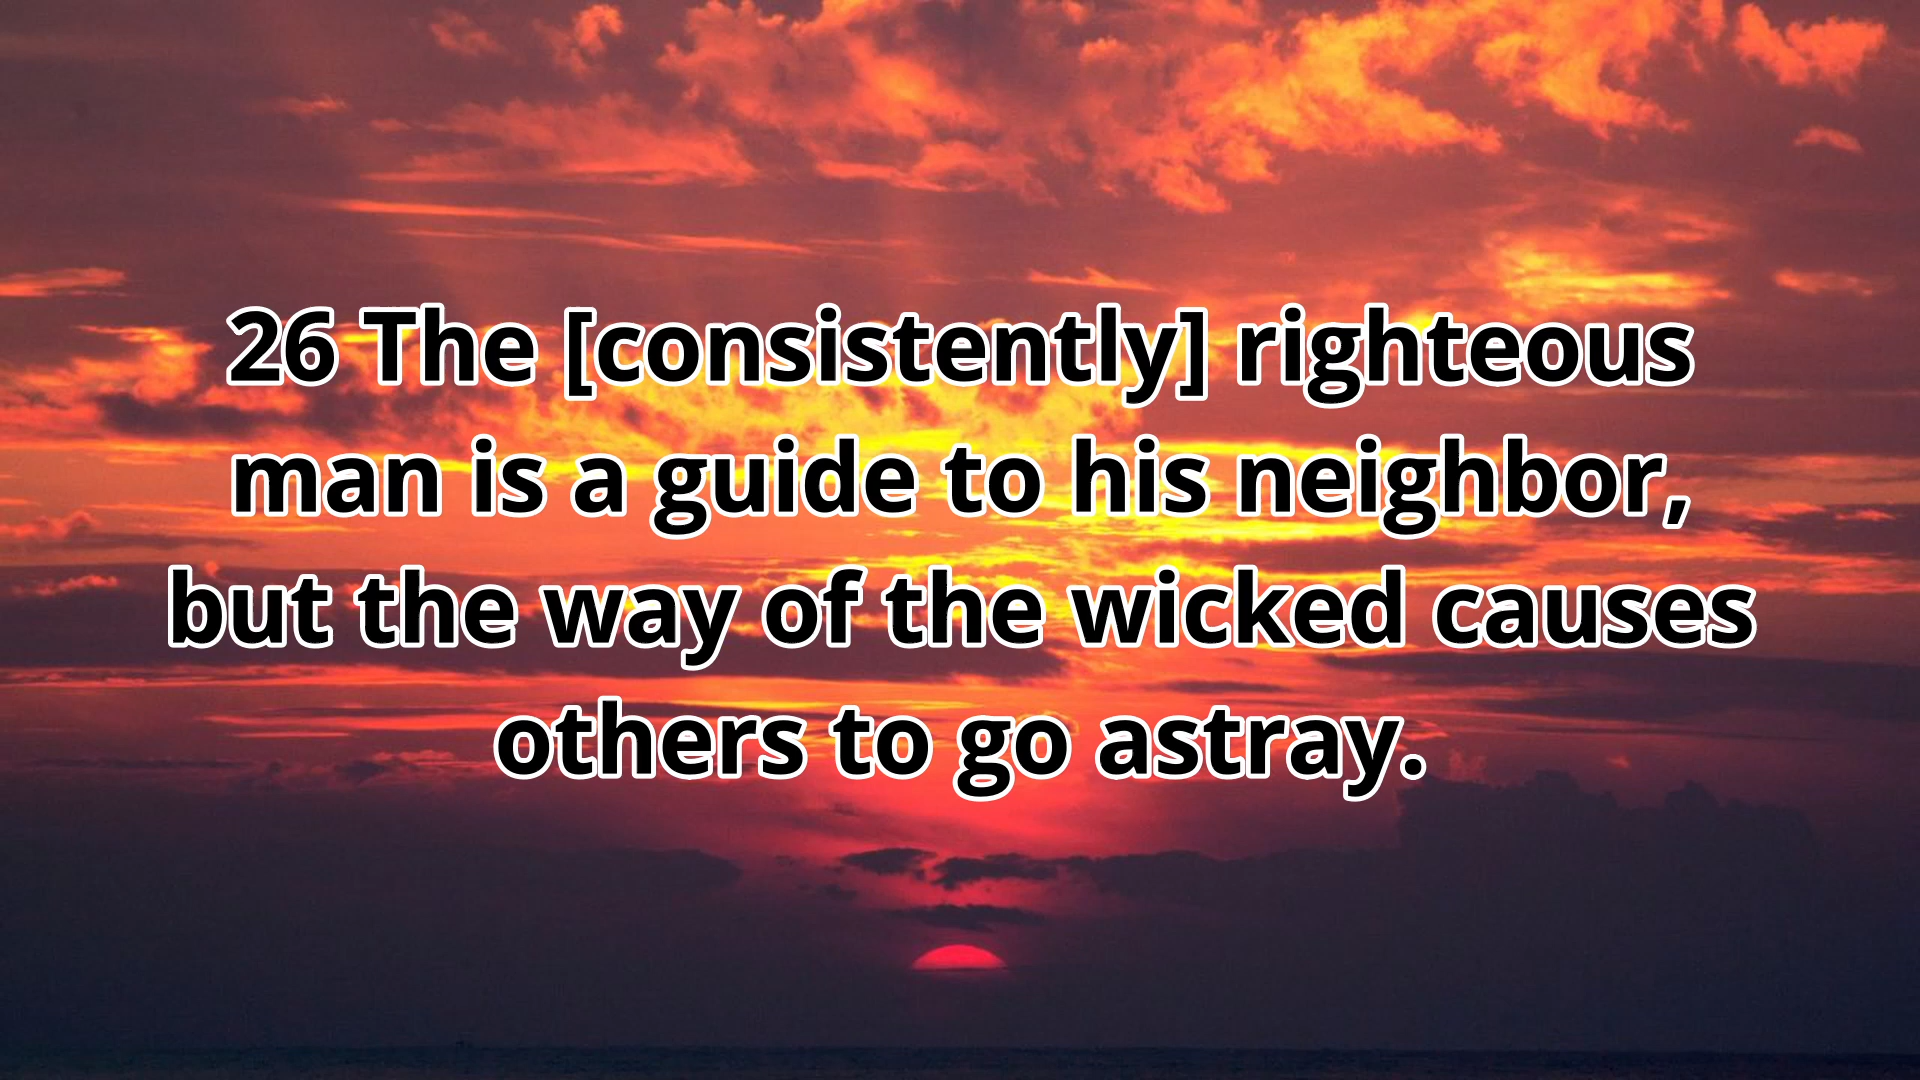 26 The [consistently] righteous
man is a guide to his neighbor,
but the way of the wicked causes
others to go astray.